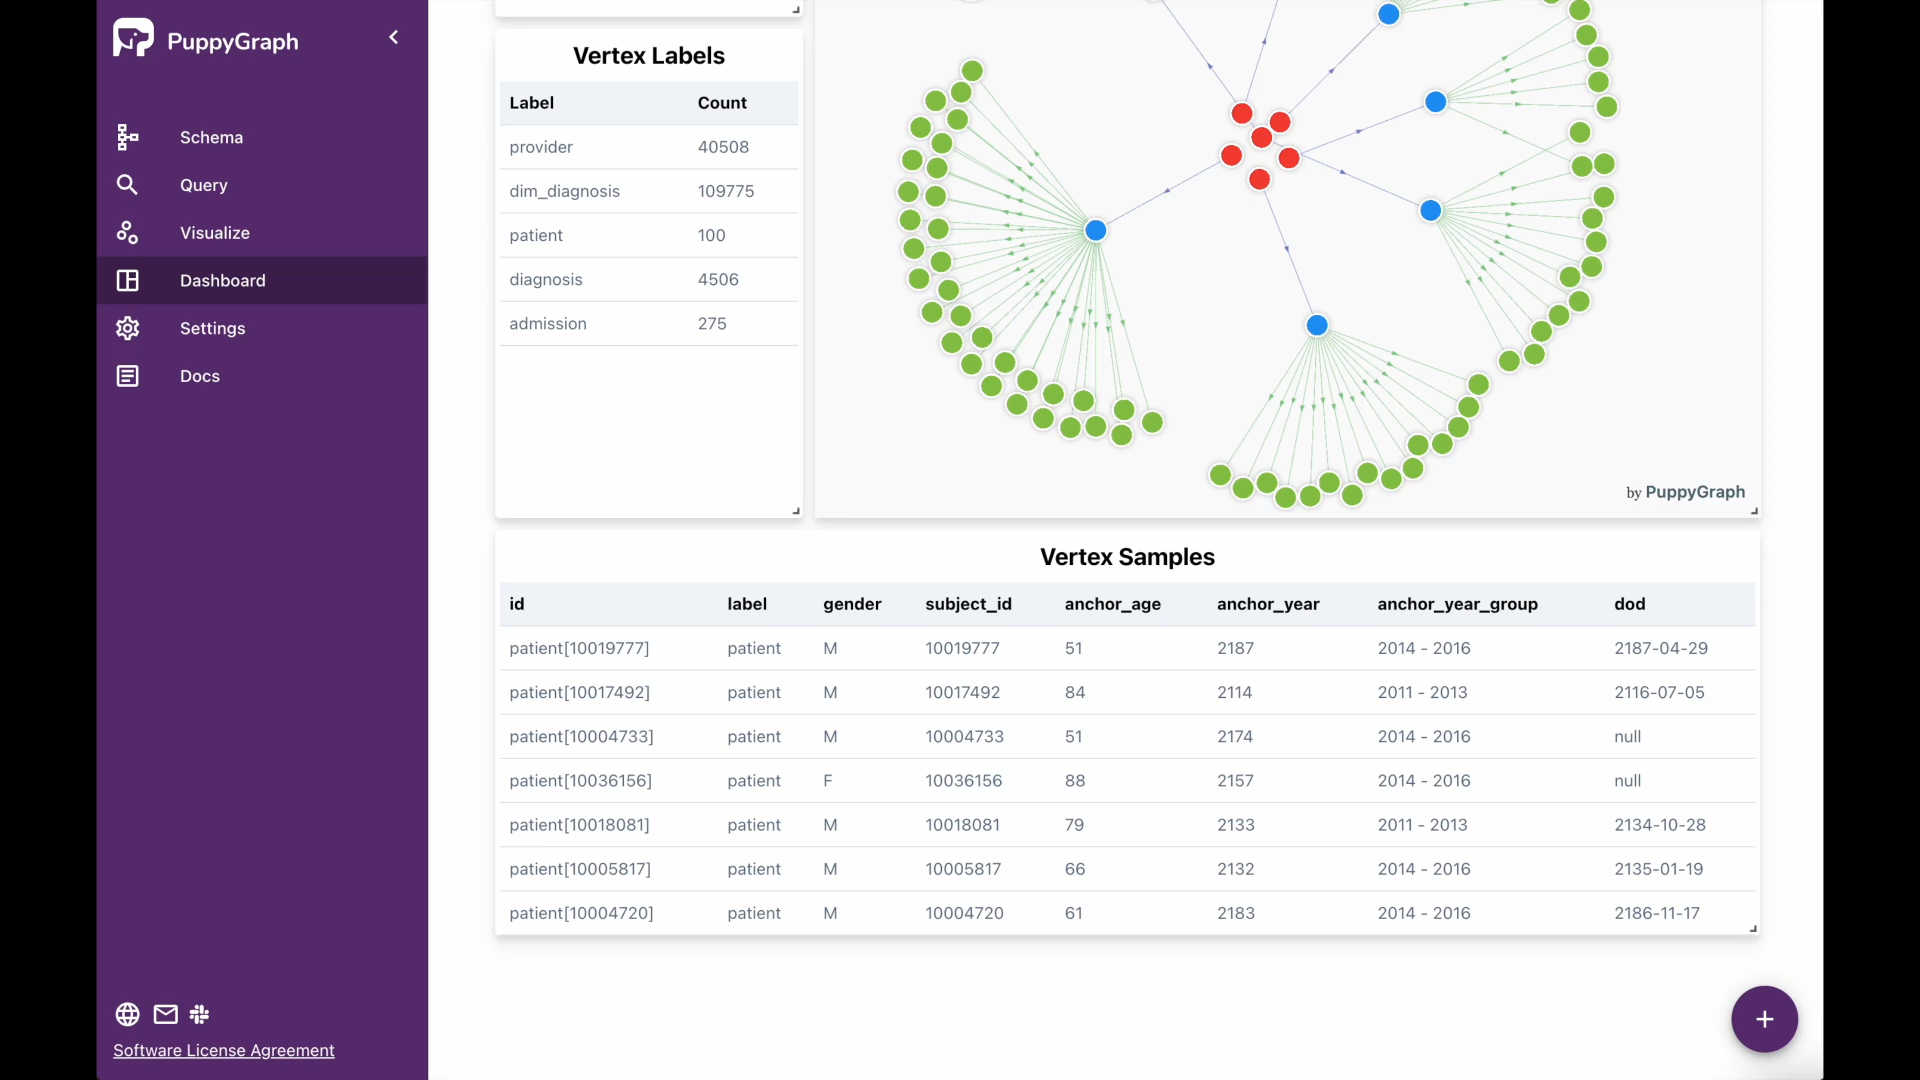 PuppyGraph
Schema
Query
Visualize
Dashboard
Settings
Docs
Software License Agreement
Vertex Labels
Label Count
provider 40508
dim_diagnosis 109775
patient 100
diagnosis 4506
admission 275
by PuppyGraph
Vertex Samples
id label gender subject_id anchor_age anchor_year anchor_year_group dod
patient[10019777] patient M 10019777 51 2187 2014 - 2016 2187-04-29
patient[10017492] patient M 10017492 84 2114 2011 - 2013 2116-07-05
patient[10004733] patient M 10004733 51 2174 2014 - 2016 null
patient[10036156] patient F 10036156 88 2157 2014 - 2016 null
patient[10018081] patient M 10018081 79 2133 2011 - 2013 2134-10-28
patient[10005817] patient M 10005817 66 2132 2014 - 2016 2135-01-19
patient[10004720] patient M 10004720 61 2183 2014 - 2016 2186-11-17